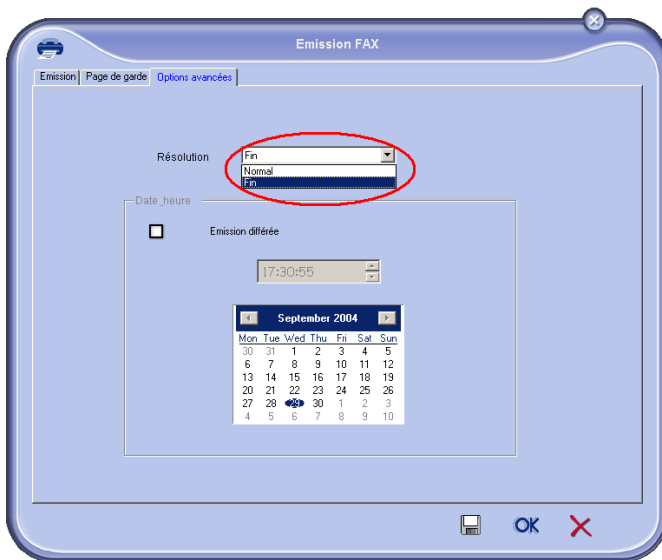 Emission FAX
Emission Page de garde Options avancées
Résolution Fin
Normal
Fin
Date_heure
Emission différée
17:30:55
September 2004
Mon Tue Wed Thu Fri Sat Sun
30 31 1 2 3 4 5
6 7 8 9 10 11 12
13 14 15 16 17 18 19
20 21 22 23 24 25 26
27 28 29 30 1 2 3
4 5 6 7 8 9 10
OK